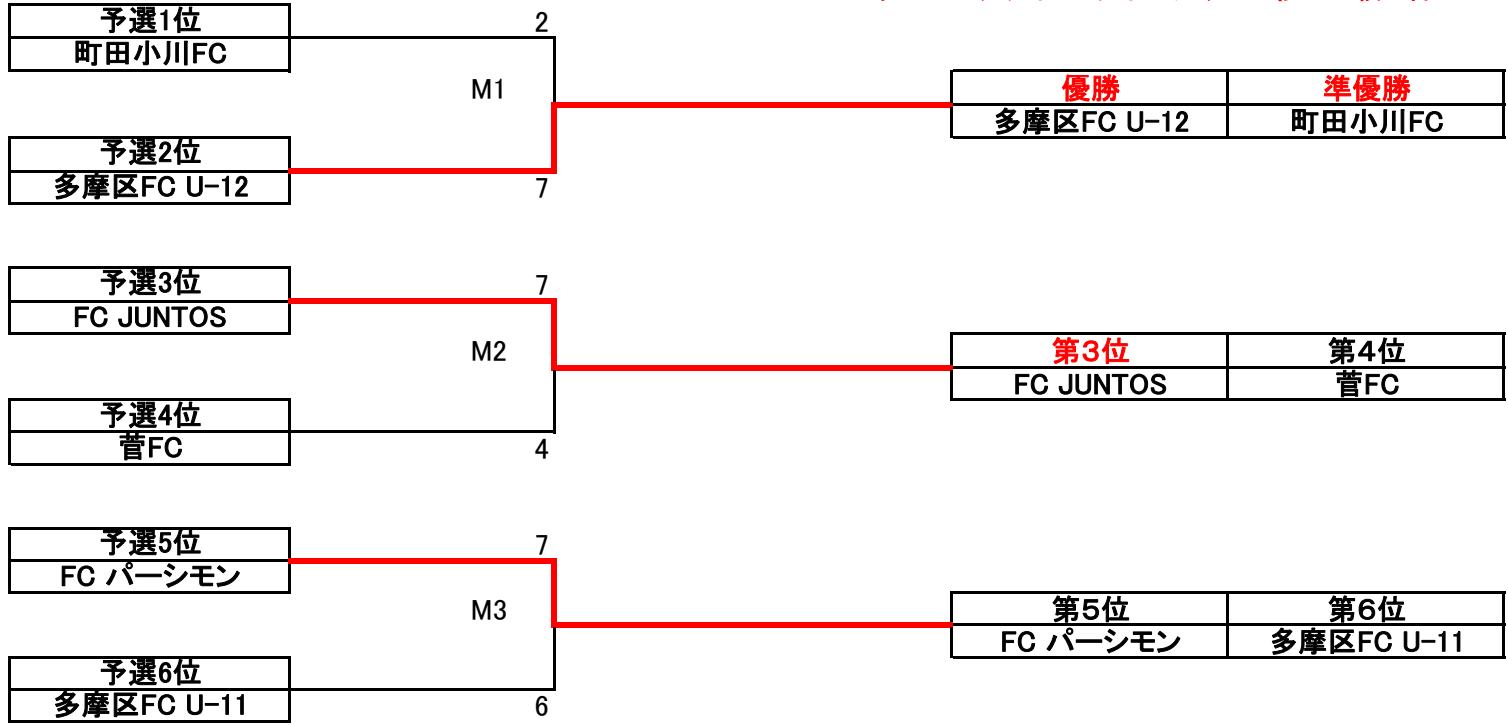 予選1位
町田小川FC
2
M1
予選2位
多摩区FC U-12
7
優勝 準優勝
多摩区FC U-12 町田小川FC
予選3位
FC JUNTOS
7
M2
予選4位
菅FC
4
第3位 第4位
FC JUNTOS 菅FC
予選5位
FC パーシモン
7
M3
予選6位
多摩区FC U-11
6
第5位 第6位
FC パーシモン 多摩区FC U-11